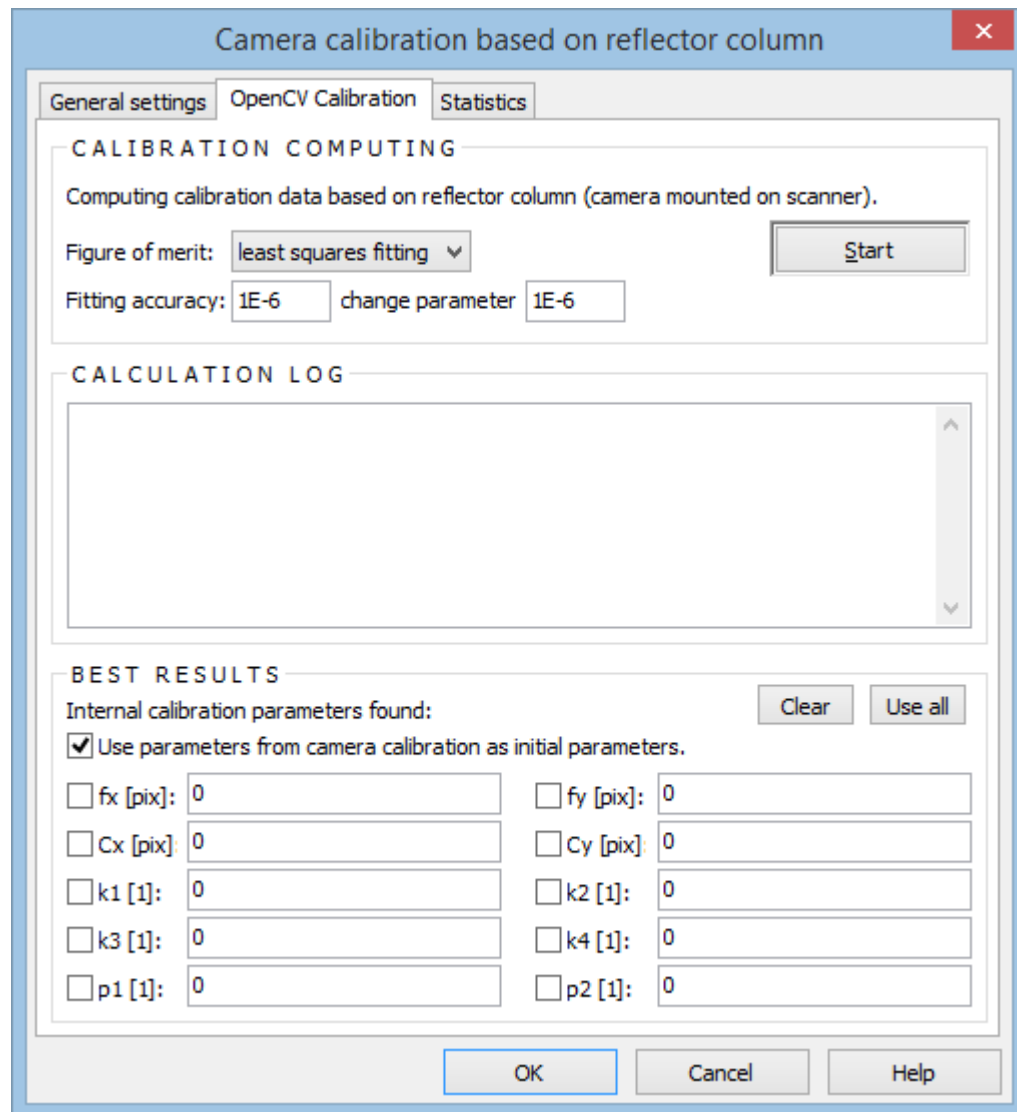 Camera calibration based on reflector column
General settings OpenCV Calibration Statistics
CALIBRATION COMPUTING
Computing calibration data based on reflector column (camera mounted on scanner).
Figure of merit: least squares fitting Start
Fitting accuracy: 1E-6 change parameter 1E-6
CALCULATION LOG
BEST RESULTS
Internal calibration parameters found: Clear Use all
Use parameters from camera calibration as initial parameters.
fx [pix]: 0 fy [pix]: 0
Cx [pix]: 0 Cy [pix]: 0
k1 [1]: 0 k2 [1]: 0
k3 [1]: 0 k4 [1]: 0
p1 [1]: 0 p2 [1]: 0
OK Cancel Help